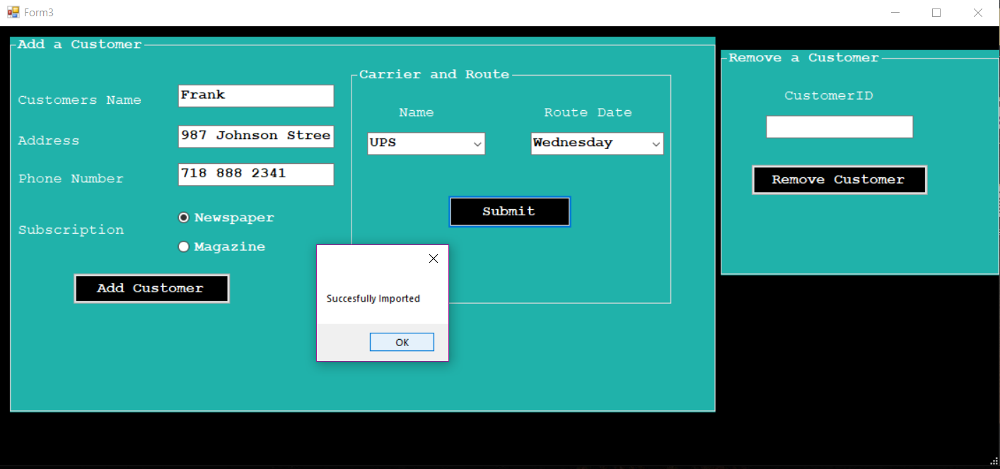 Form3
Add a Customer
Customers Name
Frank
Address
987 Johnson Stree
Phone Number
718 888 2341
Subscription
Newspaper
Magazine
Add Customer
Carrier and Route
Name
Route Date
UPS
Wednesday
Submit
Succesfully Imported
OK
Remove a Customer
CustomerID
Remove Customer